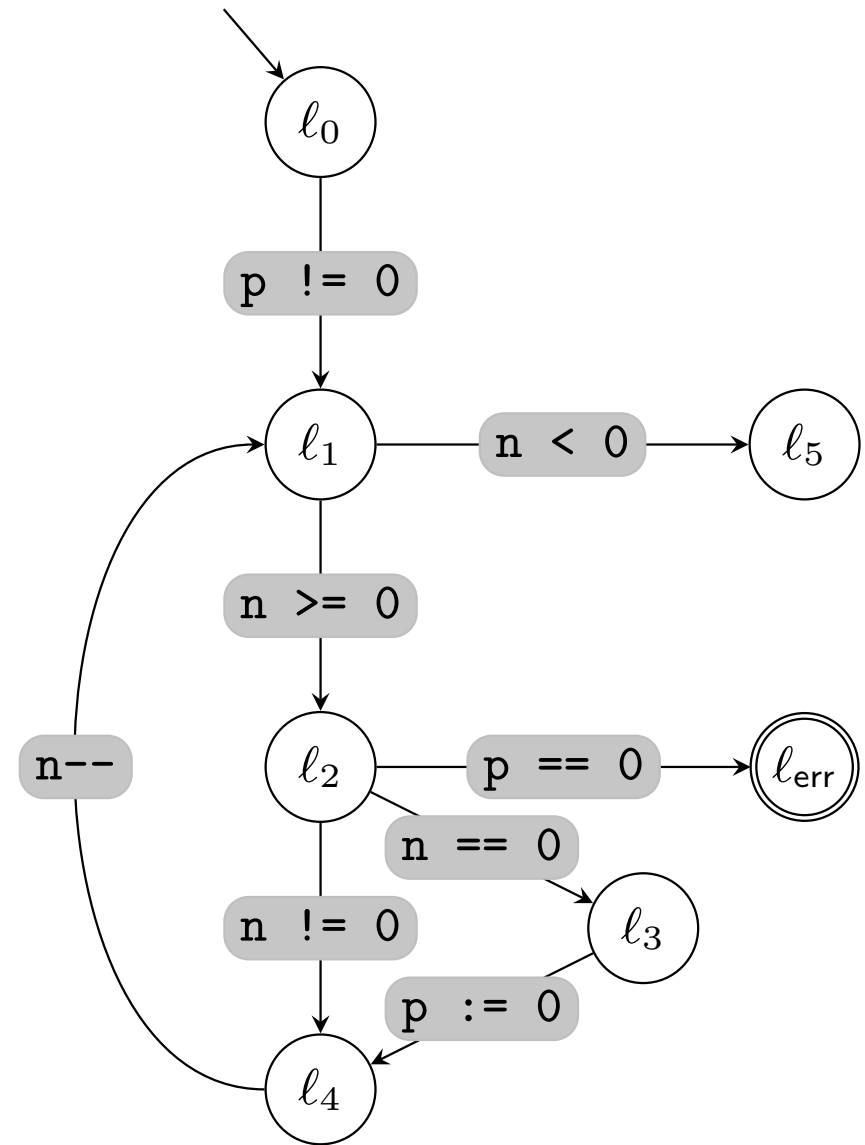 ℓ0
p != 0
ℓ1
n < 0
ℓ5
n >= 0
n--
ℓ2
p == 0
ℓerr
n == 0
n != 0
ℓ3
p := 0
ℓ4